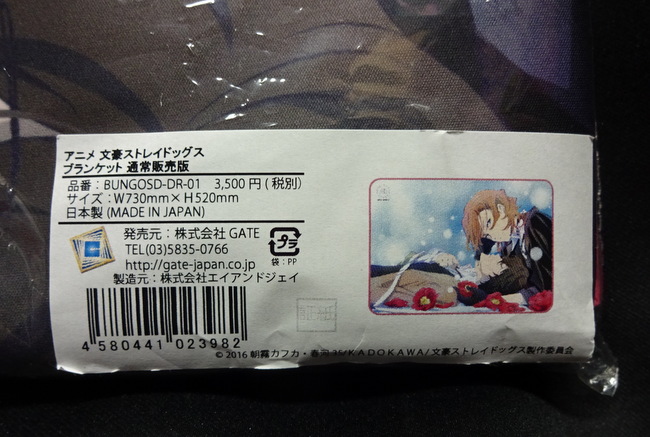 アニメ 文豪ストレイドッグス
ブランケット 通常販売版
品番：BUNGOSD-DR-01 3,500円(税別)
サイズ：W730mm×H520mm
日本製(MADE IN JAPAN)
発売元：株式会社 GATE
TEL(03)5835-0766
http://gate-japan.co.jp
製造元：株式会社エイアンドジェイ
プラ
袋：PP
4 580441 023982
©2016 朝霧カフカ・春河35/KADOKAWA/文豪ストレイドッグス製作委員会